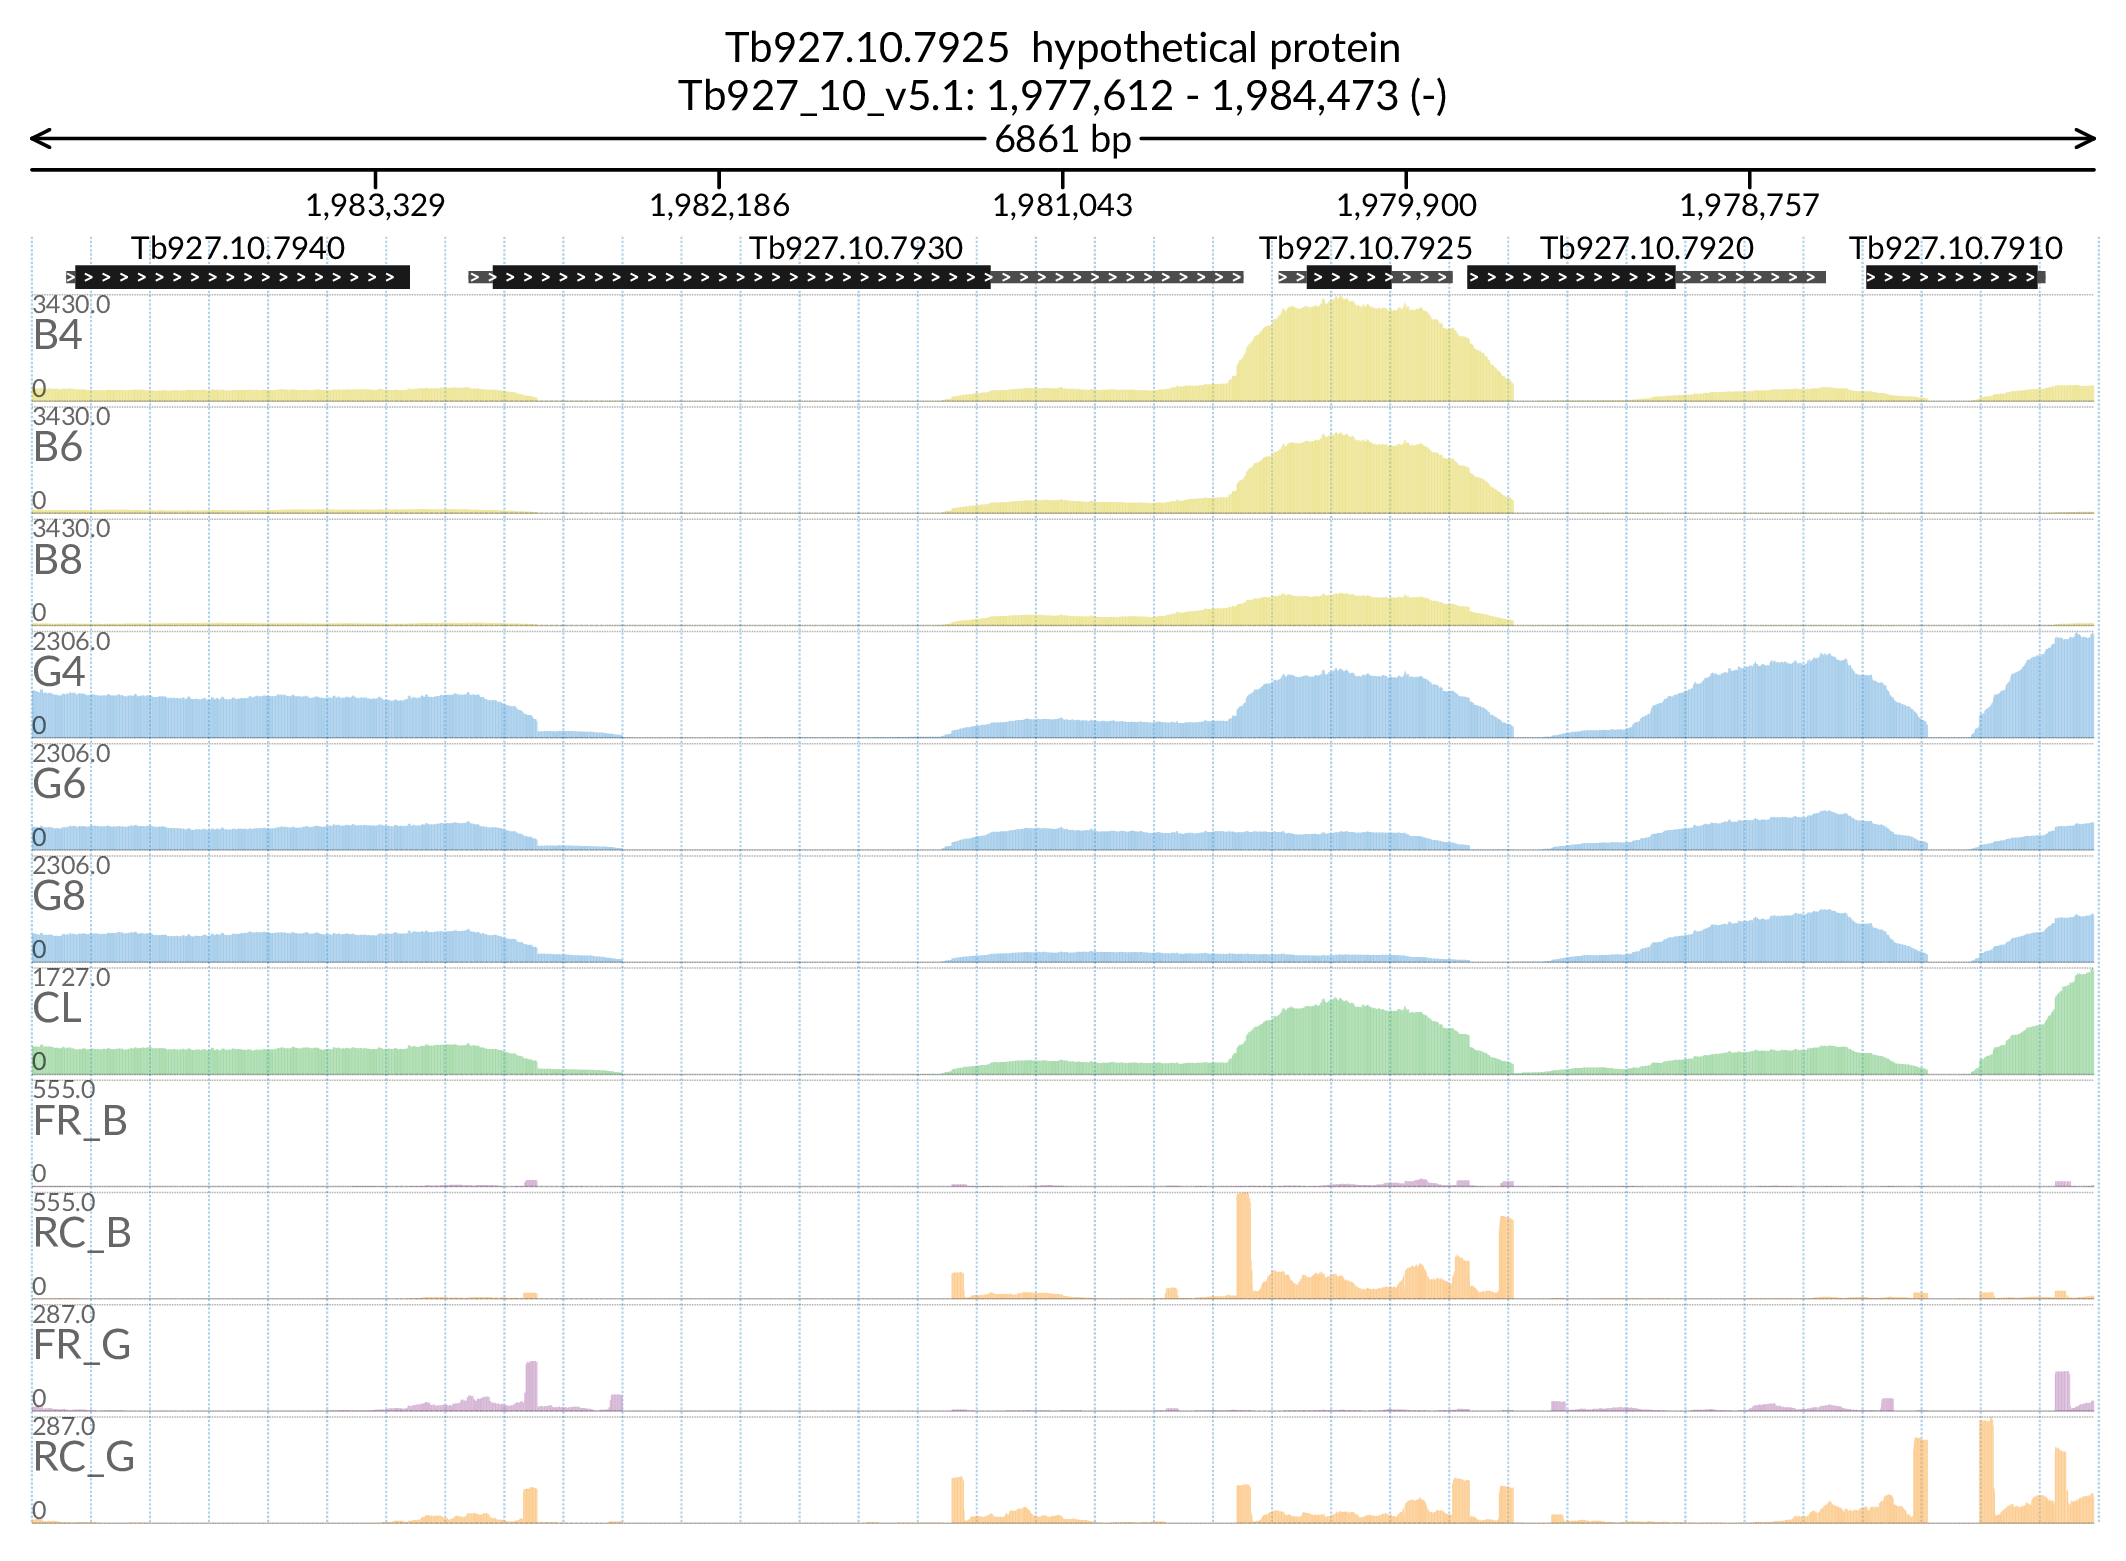 Tb927.10.7925  hypothetical protein
Tb927_10_v5.1: 1,977,612 - 1,984,473 (-)
6861 bp
1,983,329 1,982,186 1,981,043 1,979,900 1,978,757
Tb927.10.7940 Tb927.10.7930 Tb927.10.7925 Tb927.10.7920 Tb927.10.7910
3430.0
B4
0
3430.0
B6
0
3430.0
B8
0
2306.0
G4
0
2306.0
G6
0
2306.0
G8
0
1727.0
CL
0
555.0
FR_B
0
555.0
RC_B
0
287.0
FR_G
0
287.0
RC_G
0